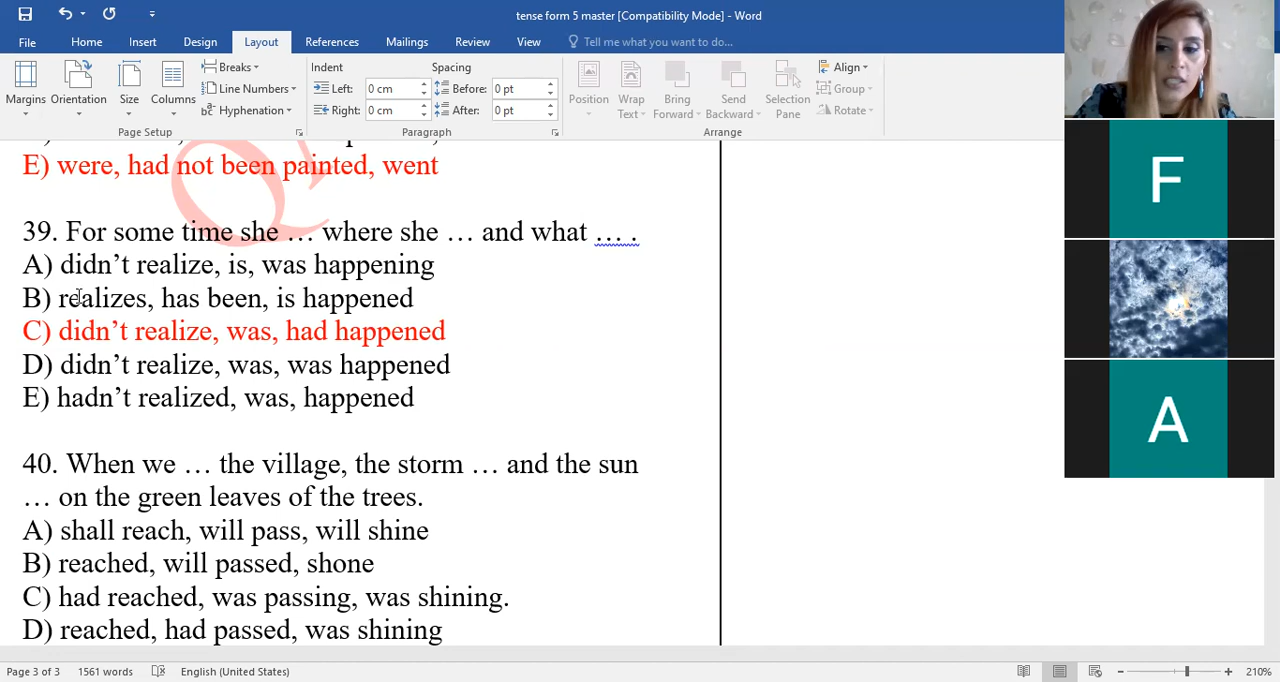 tense form 5 master [Compatibility Mode] - Word
File Home Insert Design Layout References Mailings Review View Tell me what you want to do...
Margins Orientation Size Columns
Breaks
Line Numbers
Hyphenation
Page Setup
Indent Spacing
Left: 0 cm Before: 0 pt
Right: 0 cm After: 0 pt
Paragraph
Position Wrap Text Bring Forward Send Backward Selection Pane
Align
Group
Rotate
Arrange
E) were, had not been painted, went
39. For some time she … where she … and what … .
A) didn’t realize, is, was happening
B) realizes, has been, is happened
C) didn’t realize, was, had happened
D) didn’t realize, was, was happened
E) hadn’t realized, was, happened
40. When we … the village, the storm … and the sun
… on the green leaves of the trees.
A) shall reach, will pass, will shine
B) reached, will passed, shone
C) had reached, was passing, was shining.
D) reached, had passed, was shining
F
A
Page 3 of 3 1561 words English (United States) 210%